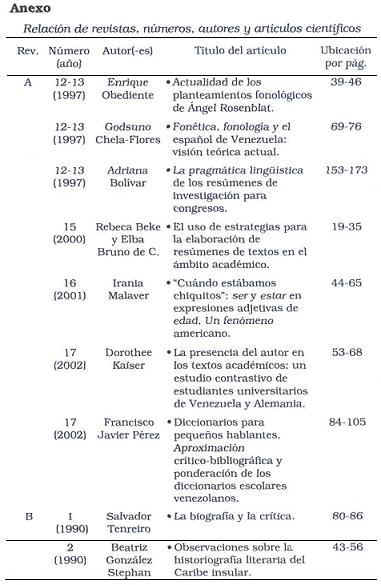 Anexo
Relación de revistas, números, autores y artículos científicos
Rev. Número Autor(-es) Título del artículo Ubicación
(año) por pág.
A 12-13 Enrique • Actualidad de los 39-46
(1997) Obediente planteamientos fonológicos
de Ángel Rosenblat.
12-13 Godsuno • Fonética, fonología y el 69-76
(1997) Chela-Flores español de Venezuela:
visión teórica actual.
12-13 Adriana • La pragmática lingüística 153-173
(1997) Bolívar de los resúmenes de
investigación para
congresos.
15 Rebeca Beke • El uso de estrategias para 19-35
(2000) y Elba la elaboración de
Bruno de C. resúmenes de textos en el
ámbito académico.
16 Irania • "Cuándo estábamos 44-65
(2001) Malaver chiquitos": ser y estar en
expresiones adjetivas de
edad. Un fenómeno
americano.
17 Dorothee • La presencia del autor en 53-68
(2002) Kaiser los textos académicos: un
estudio contrastivo de
estudiantes universitarios
de Venezuela y Alemania.
17 Francisco • Diccionarios para 84-105
(2002) Javier Pérez pequeños hablantes.
Aproximación
crítico-bibliográfica y
ponderación de los
diccionarios escolares
venezolanos.
B 1 Salvador • La biografía y la crítica. 80-86
(1990) Tenreiro
2 Beatriz • Observaciones sobre la 43-56
(1990) González historiografía literaria del
Stephan Caribe insular.